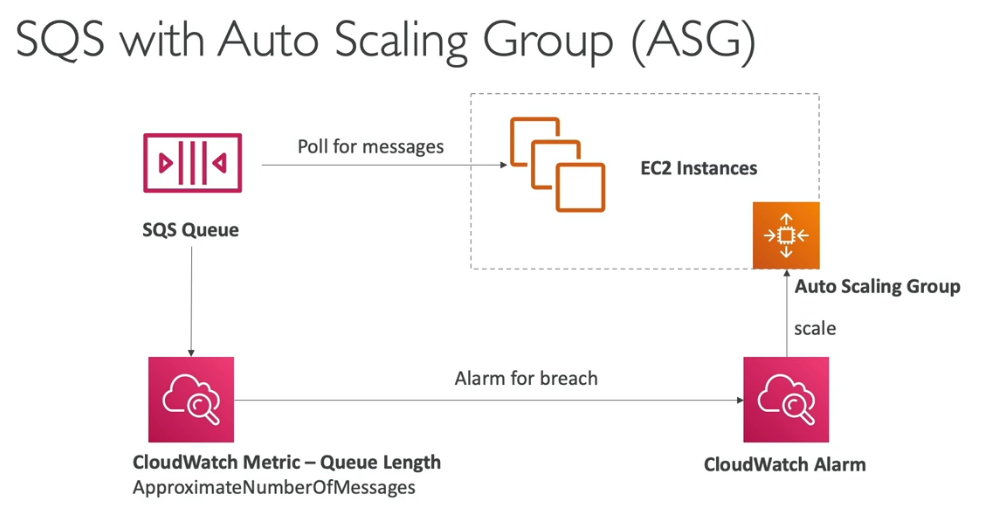 SQS with Auto Scaling Group (ASG)
Poll for messages
EC2 Instances
SQS Queue
Auto Scaling Group
scale
Alarm for breach
CloudWatch Metric – Queue Length
ApproximateNumberOfMessages
CloudWatch Alarm